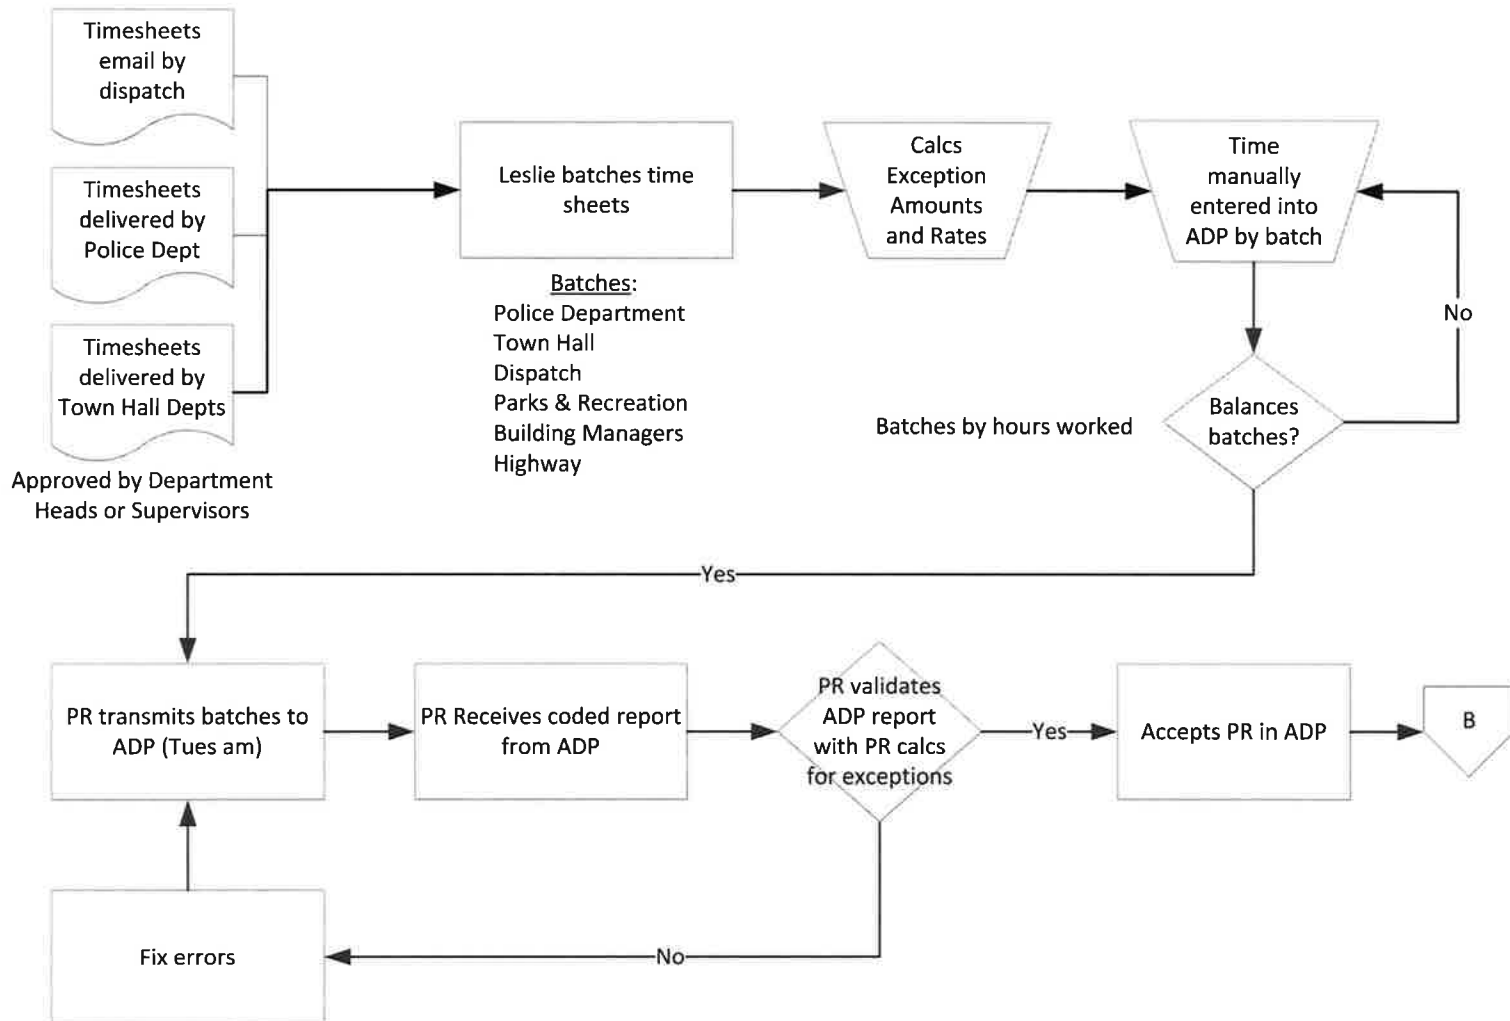 Timesheets
email by
dispatch
Timesheets
delivered by
Police Dept
Timesheets
delivered by
Town Hall Depts
Approved by Department
Heads or Supervisors
Leslie batches time
sheets
Batches:
Police Department
Town Hall
Dispatch
Parks & Recreation
Building Managers
Highway
Calcs
Exception
Amounts
and Rates
Time
manually
entered into
ADP by batch
No
Batches by hours worked
Balances
batches?
Yes
PR transmits batches to
ADP (Tues am)
PR Receives coded report
from ADP
PR validates
ADP report
with PR calcs
for exceptions
Yes
Accepts PR in ADP
B
Fix errors
No